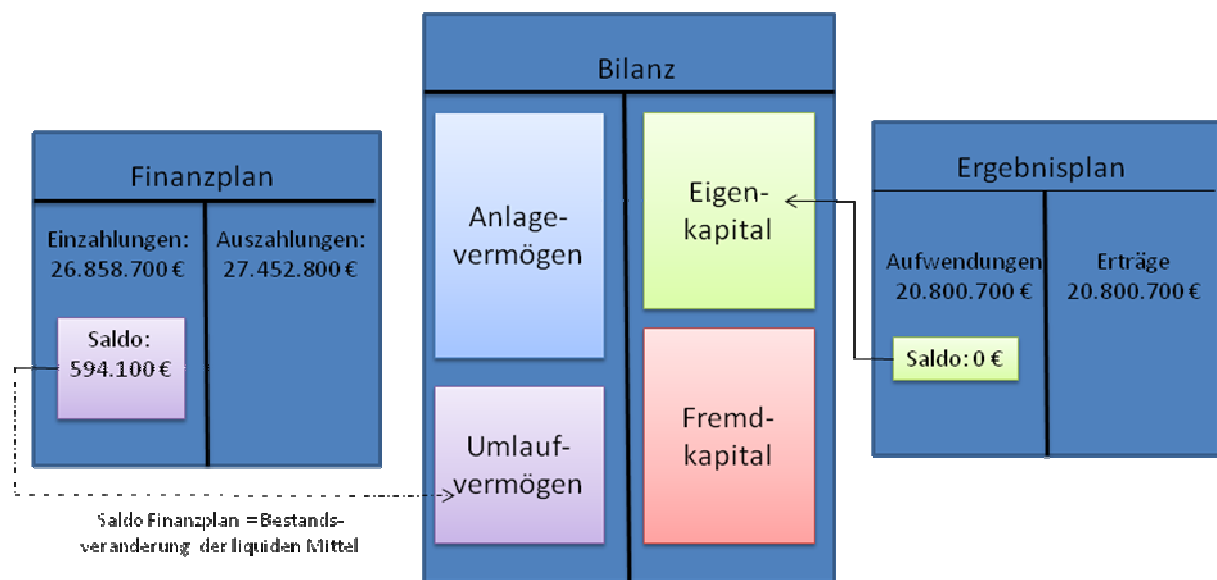 Finanzplan
Einzahlungen:
26.858.700 €
Auszahlungen:
27.452.800 €
Saldo:
594.100 €
Saldo Finanzplan = Bestands-
veränderung der liquiden Mittel
Bilanz
Anlage-
vermögen
Umlauf-
vermögen
Eigen-
kapital
Fremd-
kapital
Ergebnisplan
Aufwendungen
20.800.700 €
Erträge
20.800.700 €
Saldo: 0 €